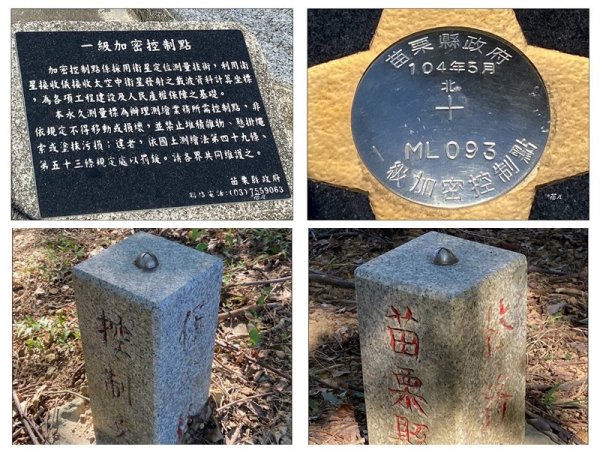 一級加密控制點
加密控制點係採用衛星定位測量技術，利用衛
星接收儀接收太空中衛星發射之載波資料計算坐標
，為各項工程建設及人民產權保障之基礎。
本永久測量標為辦理測繪業務所需控制點、非
依規定不得移動或損壞，並禁止堆積雜物、懸掛繩
索或塗抹污損；違者，依國土測繪法第四十九條、
第五十三條規定處以罰鍰。請各界共同維護之。
苗栗縣政府
聯絡電話：(037)559063
苗栗縣政府
104年5月
北
ML093
一級加密控制點
控制
苗栗縣